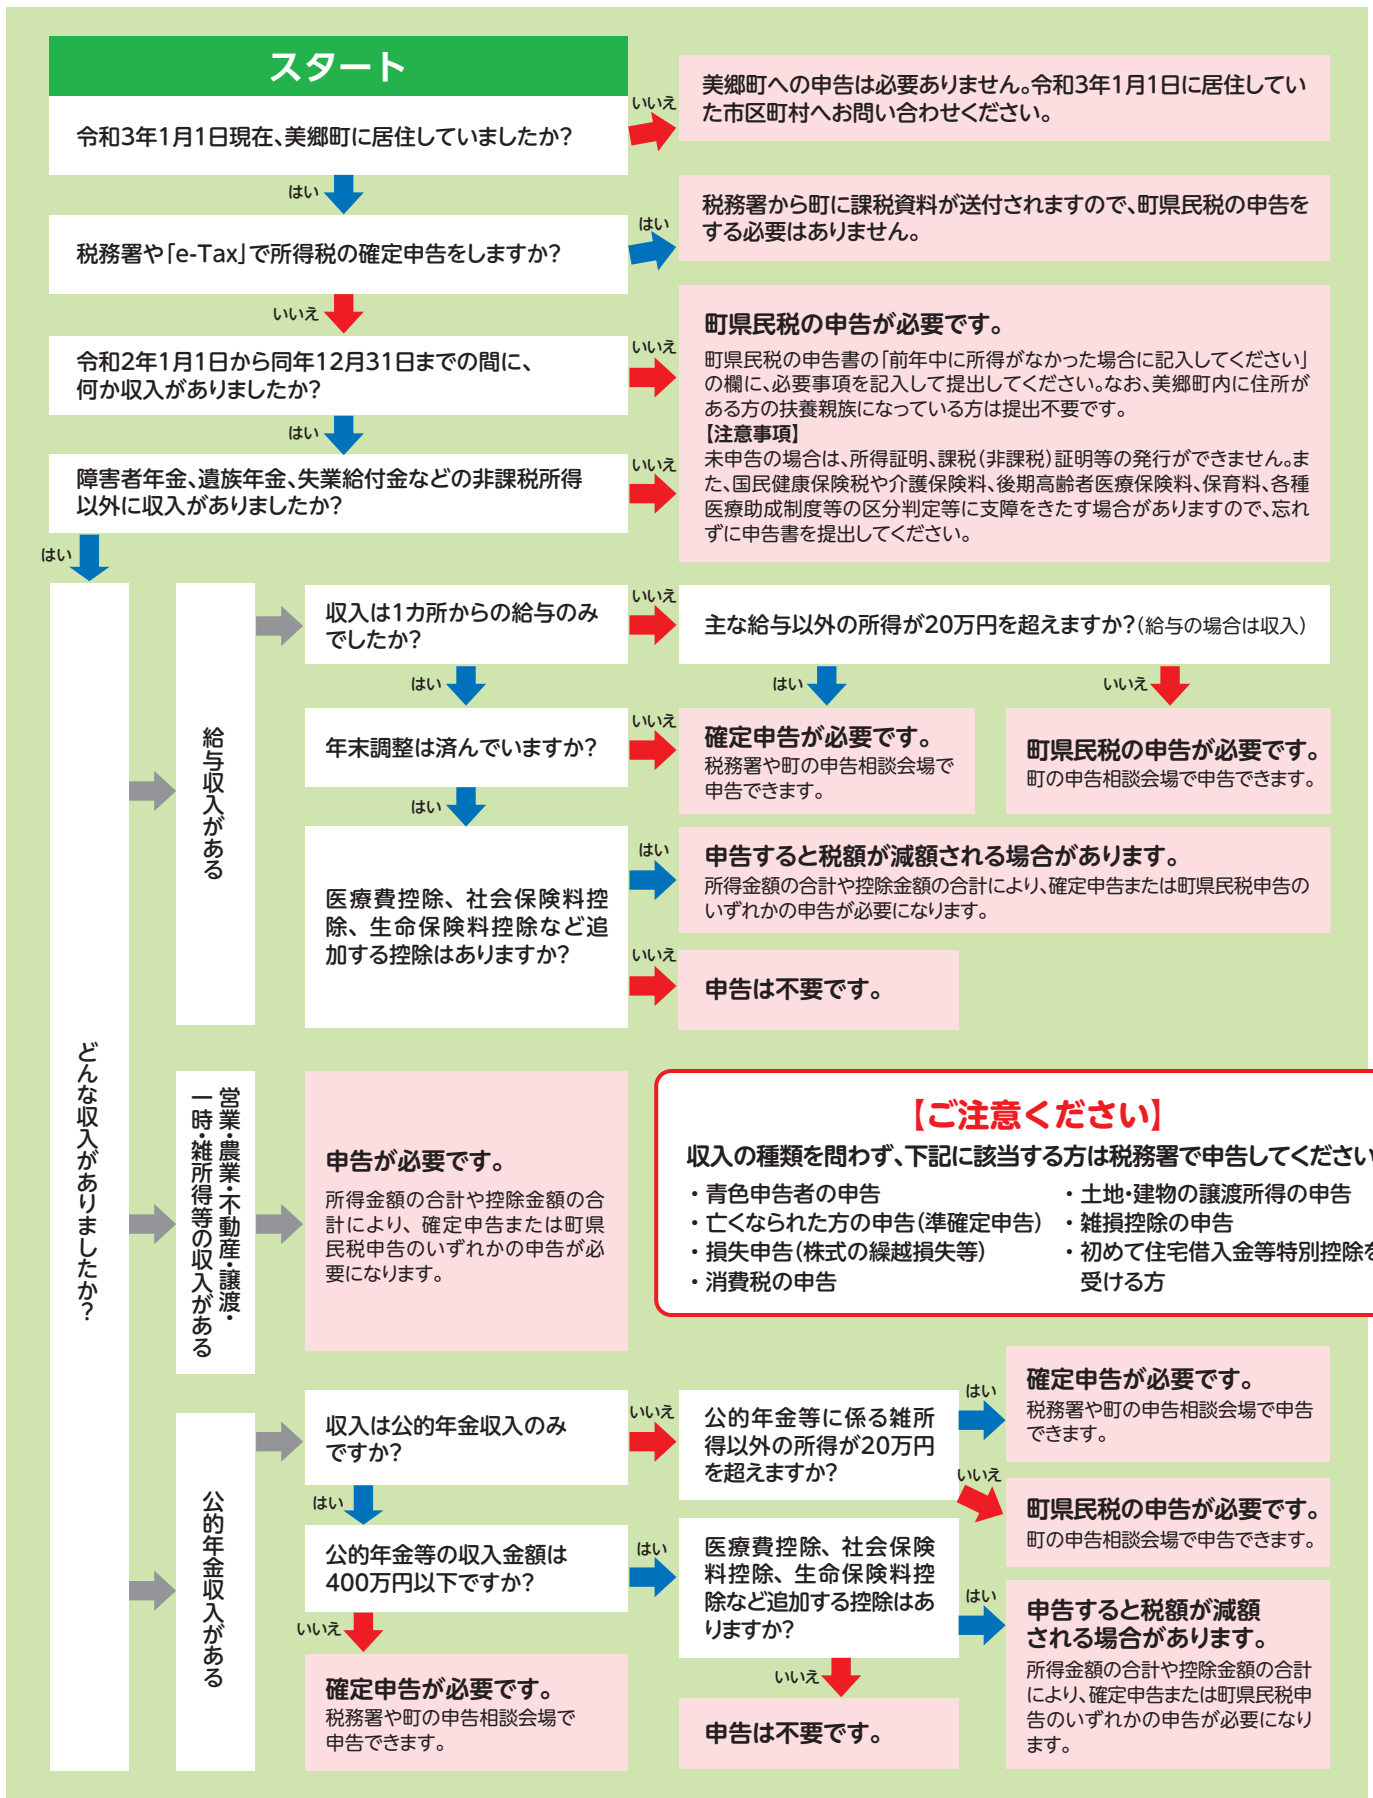 スタート
令和3年1月1日現在、美郷町に居住していましたか?
いいえ
美郷町への申告は必要ありません。令和3年1月1日に居住してい
た市区町村へお問い合わせください。
はい
税務署や「e-Tax」で所得税の確定申告をしますか?
はい
税務署から町に課税資料が送付されますので、町県民税の申告を
する必要はありません。
いいえ
令和2年1月1日から同年12月31日までの間に、
何か収入がありましたか?
いいえ
町県民税の申告が必要です。
町県民税の申告書の「前年中に所得がなかった場合に記入してください」
の欄に、必要事項を記入して提出してください。なお、美郷町内に住所が
ある方の扶養親族になっている方は提出不要です。
【注意事項】
未申告の場合は、所得証明、課税(非課税)証明等の発行ができません。ま
た、国民健康保険税や介護保険料、後期高齢者医療保険料、保育料、各種
医療助成制度等の区分判定等に支障をきたす場合がありますので、忘れ
ずに申告書を提出してください。
はい
障害者年金、遺族年金、失業給付金などの非課税所得
以外に収入がありましたか?
いいえ
はい
どんな収入がありましたか?
給与収入がある
収入は1カ所からの給与のみ
でしたか?
いいえ
主な給与以外の所得が20万円を超えますか?(給与の場合は収入)
はい
はい
いいえ
年末調整は済んでいますか?
いいえ
確定申告が必要です。
税務署や町の申告相談会場で
申告できます。
町県民税の申告が必要です。
町の申告相談会場で申告できます。
はい
医療費控除、社会保険料控
除、生命保険料控除など追
加する控除はありますか?
はい
申告すると税額が減額される場合があります。
所得金額の合計や控除金額の合計により、確定申告または町県民税申告の
いずれかの申告が必要になります。
いいえ
申告は不要です。
営業・農業・不動産・譲渡・
一時・雑所得等の収入がある
申告が必要です。
所得金額の合計や控除金額の合
計により、確定申告または町県
民税申告のいずれかの申告が必
要になります。
【ご注意ください】
収入の種類を問わず、下記に該当する方は税務署で申告してください
・青色申告者の申告
・亡くなられた方の申告(準確定申告)
・損失申告(株式の繰越損失等)
・消費税の申告
・土地・建物の譲渡所得の申告
・雑損控除の申告
・初めて住宅借入金等特別控除を
受ける方
公的年金収入がある
収入は公的年金収入のみ
ですか?
いいえ
公的年金等に係る雑所
得以外の所得が20万円
を超えますか?
はい
確定申告が必要です。
税務署や町の申告相談会場で申告
できます。
いいえ
町県民税の申告が必要です。
町の申告相談会場で申告できます。
はい
公的年金等の収入金額は
400万円以下ですか?
はい
医療費控除、社会保険
料控除、生命保険料控
除など追加する控除はあ
りますか?
はい
申告すると税額が減額
される場合があります。
所得金額の合計や控除金額の合計
により、確定申告または町県民税申
告のいずれかの申告が必要になり
ます。
いいえ
確定申告が必要です。
税務署や町の申告相談会場で
申告できます。
いいえ
申告は不要です。